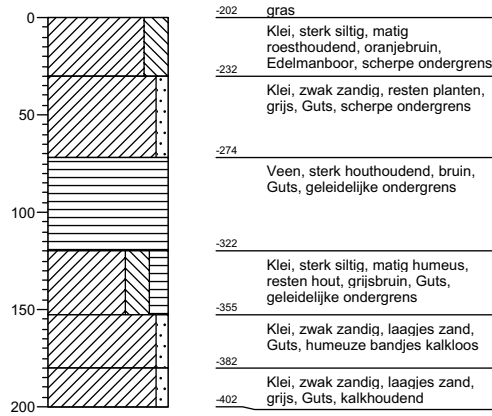 0
50
100
150
200
-202 gras
Klei, sterk siltig, matig
roesthoudend, oranjebruin,
Edelmanboor, scherpe ondergrens
-232
Klei, zwak zandig, resten planten,
grijs, Guts, scherpe ondergrens
-274
Veen, sterk houthoudend, bruin,
Guts, geleidelijke ondergrens
-322
Klei, sterk siltig, matig humeus,
resten hout, grijsbruin, Guts,
geleidelijke ondergrens
-355
Klei, zwak zandig, laagjes zand,
Guts, humeuze bandjes kalkloos
-382
Klei, zwak zandig, laagjes zand,
grijs, Guts, kalkhoudend
-402